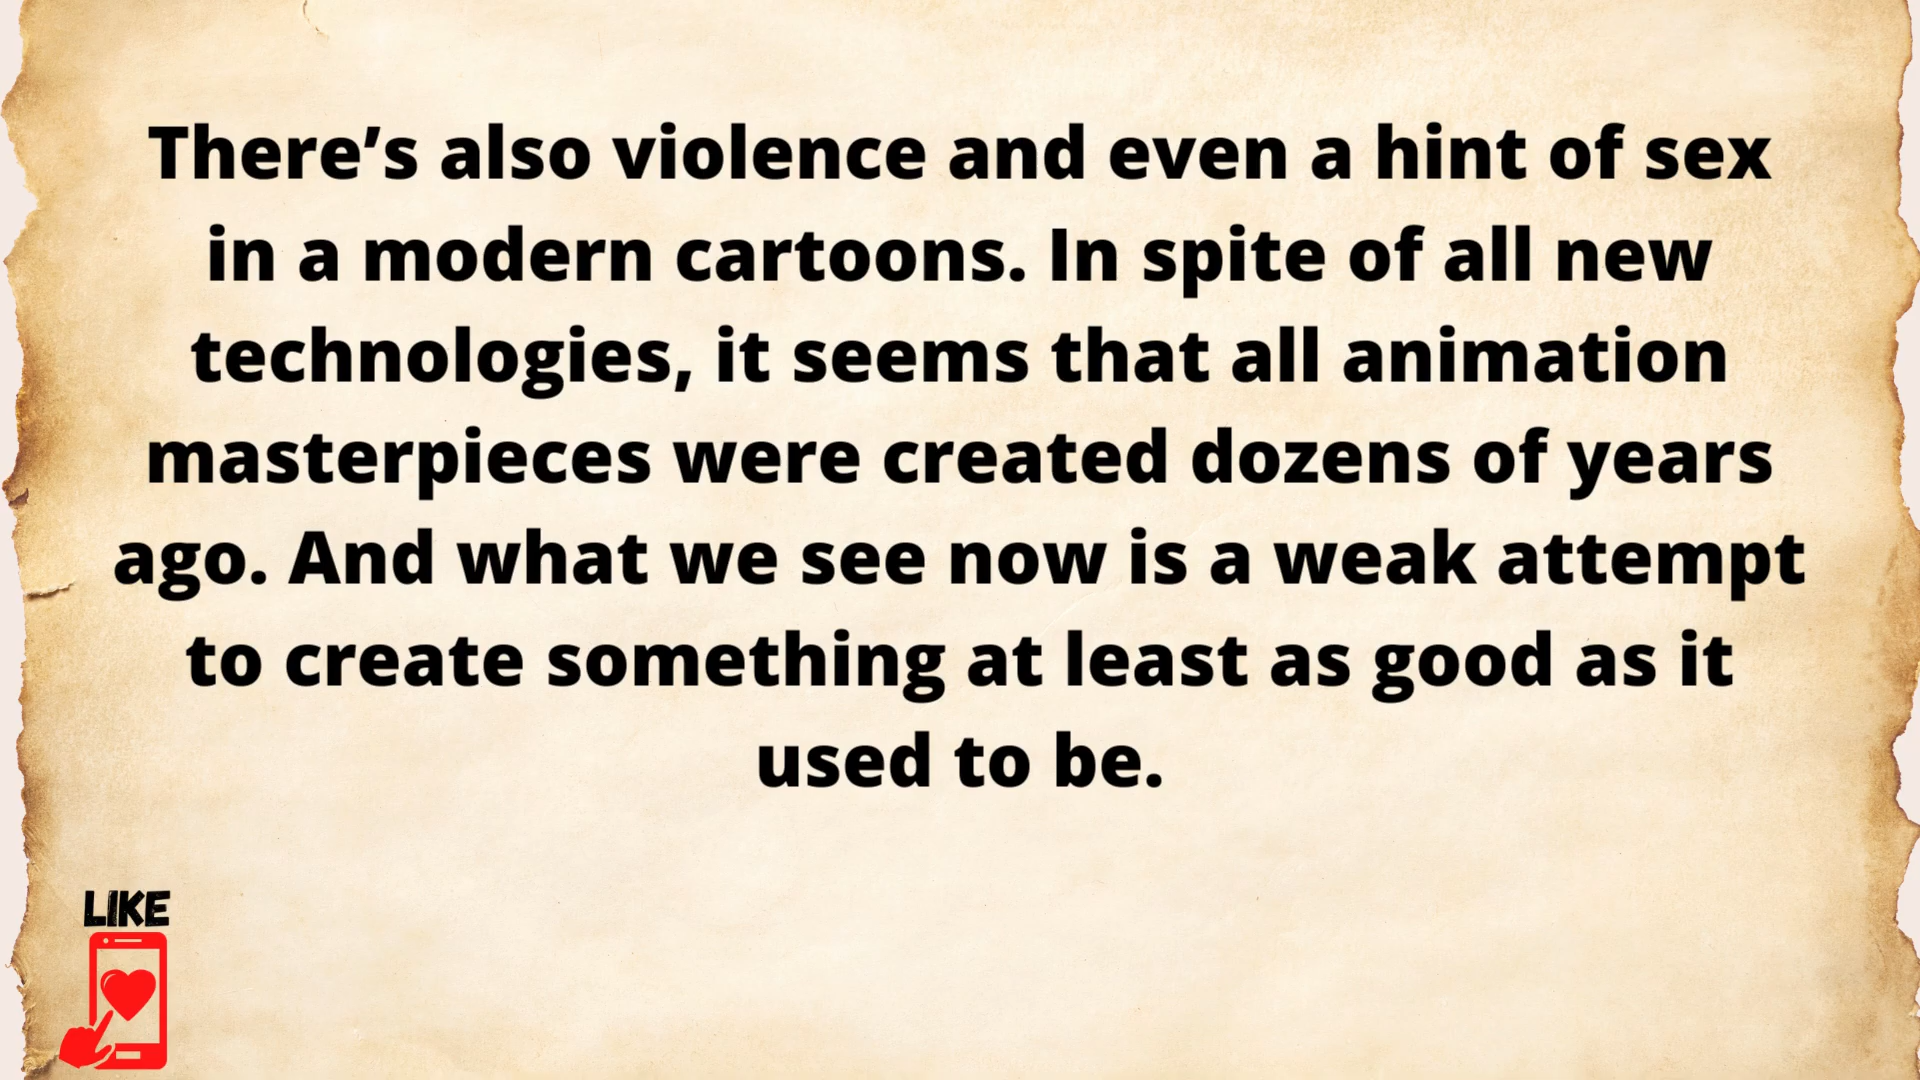 There’s also violence and even a hint of sex
in a modern cartoons. In spite of all new
technologies, it seems that all animation
masterpieces were created dozens of years
ago. And what we see now is a weak attempt
to create something at least as good as it
used to be.
LIKE